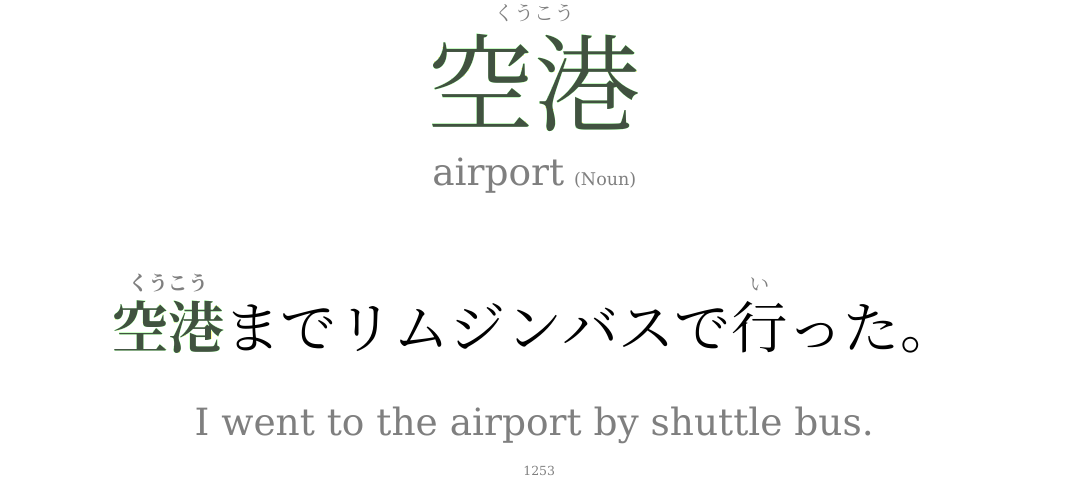 くうこう
空港
airport (Noun)
くうこう い
空港までリムジンバスで行った。
I went to the airport by shuttle bus.
1253